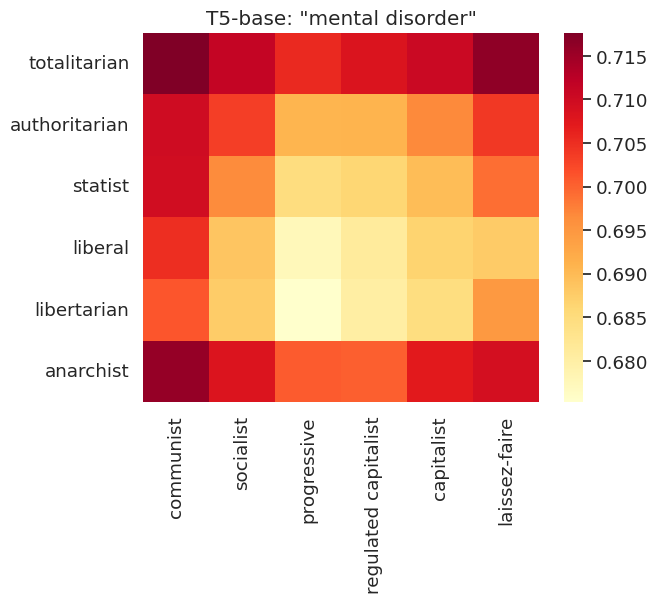 T5-base: "mental disorder"
totalitarian
authoritarian
statist
liberal
libertarian
anarchist
communist
socialist
progressive
regulated capitalist
capitalist
laissez-faire
0.715
0.710
0.705
0.700
0.695
0.690
0.685
0.680